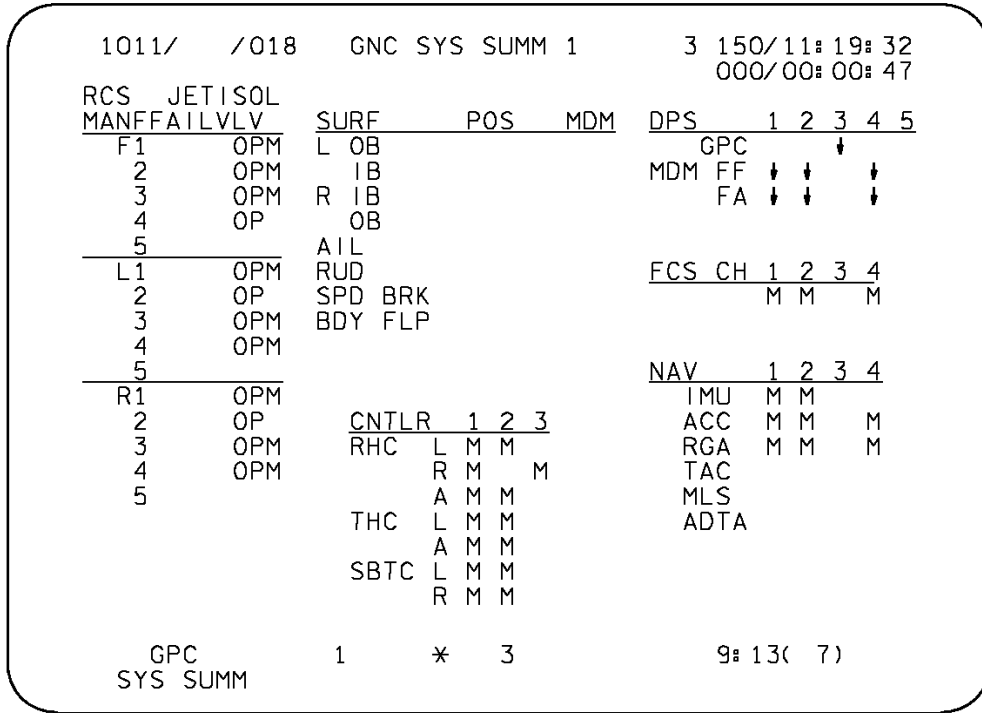 1011/ /018 GNC SYS SUMM 1 3 150/11:19:32
000/00:00:47
RCS JETISOL
MANFFAILVLV SURF POS MDM DPS 1 2 3 4 5
F1 OPM L OB GPC ↓
2 OPM IB MDM FF ↓ ↓ ↓
3 OPM R IB FA ↓ ↓ ↓
4 OP OB
5 AIL
L1 OPM RUD FCS CH 1 2 3 4
2 OP SPD BRK M M M
3 OPM BDY FLP
4 OPM
5 NAV 1 2 3 4
R1 OPM IMU M M
2 OP CNTLR 1 2 3 ACC M M M
3 OPM RHC L M M RGA M M M
4 OPM R M M TAC
5 A M M MLS
THC L M M ADTA
A M M
SBTC L M M
R M M
GPC 1 * 3 9:13( 7)
SYS SUMM